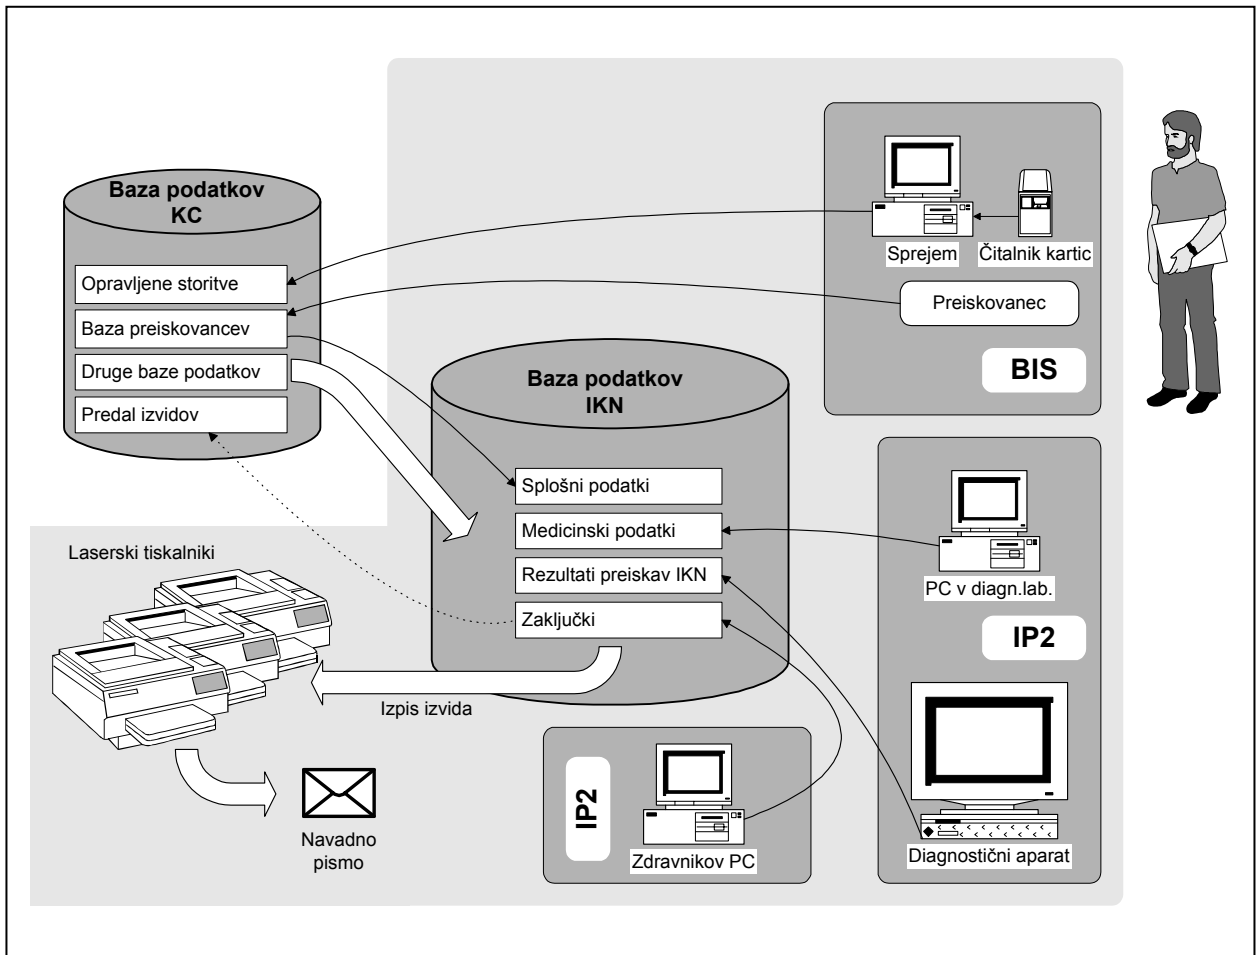 Baza podatkov
KC
Opravljene storitve
Baza preiskovancev
Druge baze podatkov
Predal izvidov
Sprejem
Čitalnik kartic
Preiskovanec
BIS
Baza podatkov
IKN
Splošni podatki
Medicinski podatki
Rezultati preiskav IKN
Zaključki
PC v diagn.lab.
IP2
Diagnostični aparat
Laserski tiskalniki
Izpis izvida
Navadno
pismo
IP2
Zdravnikov PC